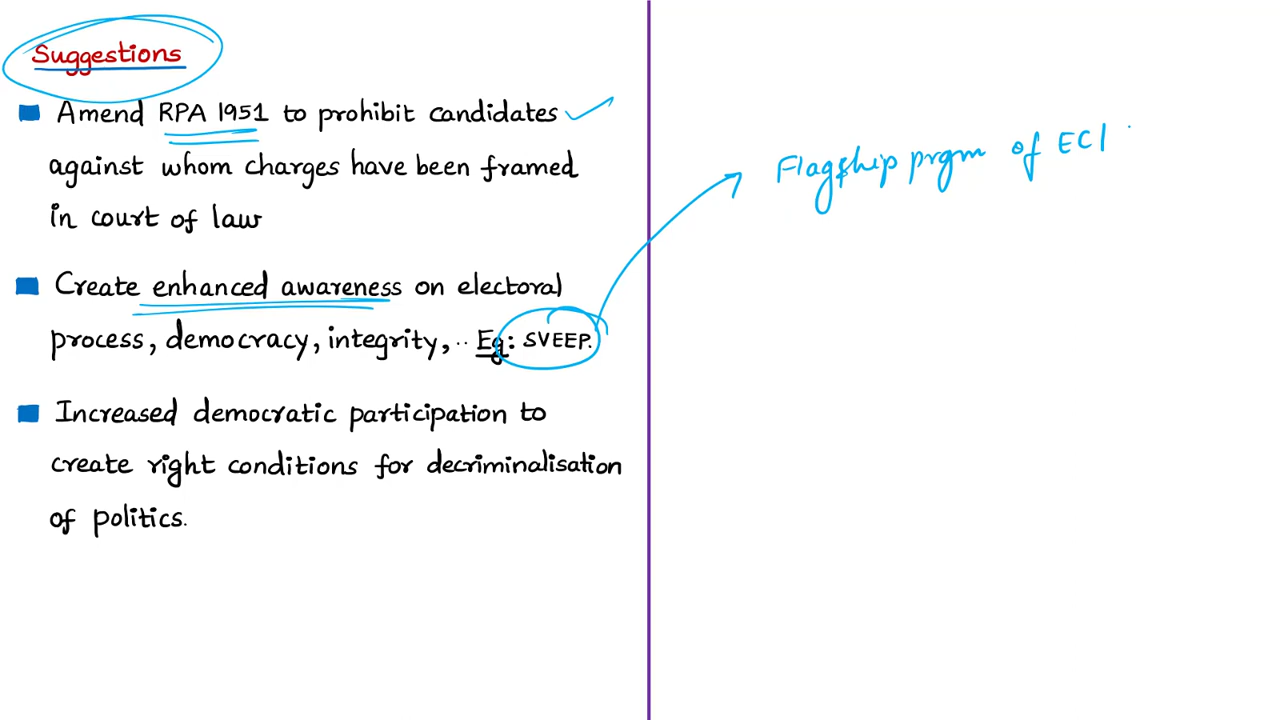 Suggestions
Amend RPA 1951 to prohibit candidates
against whom charges have been framed
in court of law
Create enhanced awareness on electoral
process, democracy, integrity, .. Eg: SVEEP.
Increased democratic participation to
create right conditions for decriminalisation
of politics.
Flagship prgm of ECI